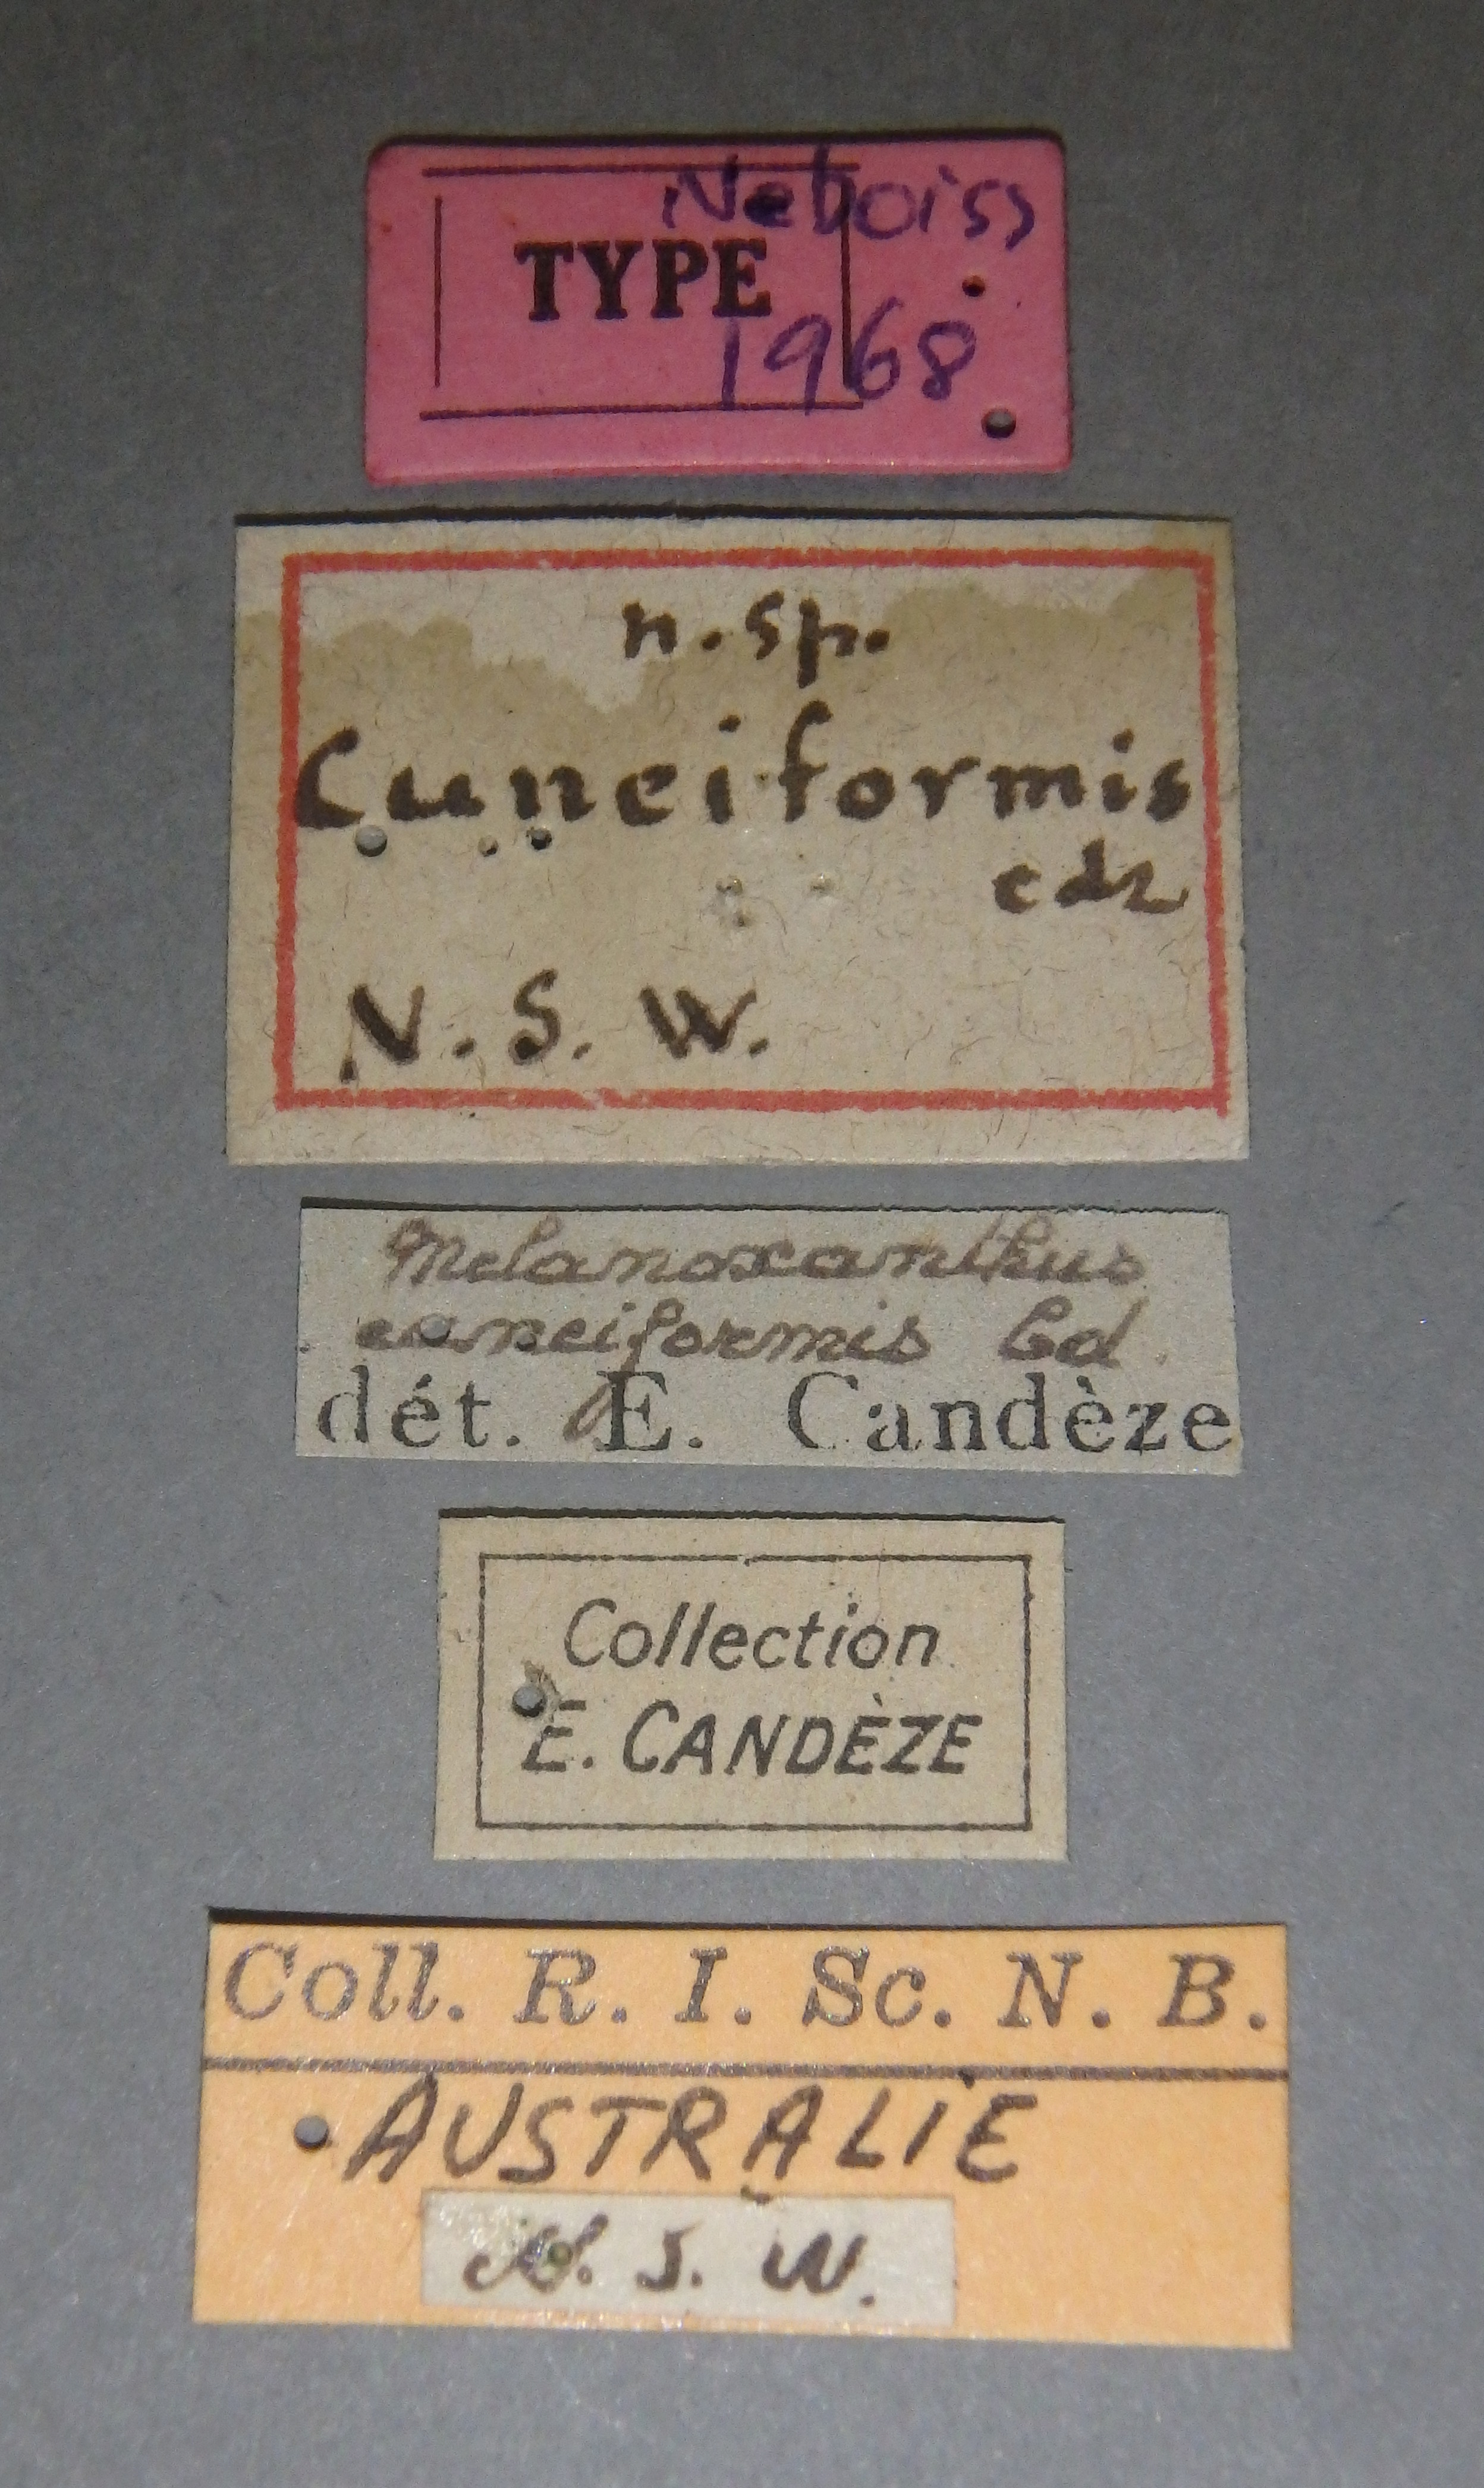 Neboiss
TYPE
1968
n. sp.
Cuneiformis
cdz
N. S. W.
Melanoxanthus
cuneiformis Cd.
dét. E. Candèze
Collection
E. CANDÈZE
Coll. R. I. Sc. N. B.
AUSTRALIE
N. S. W.